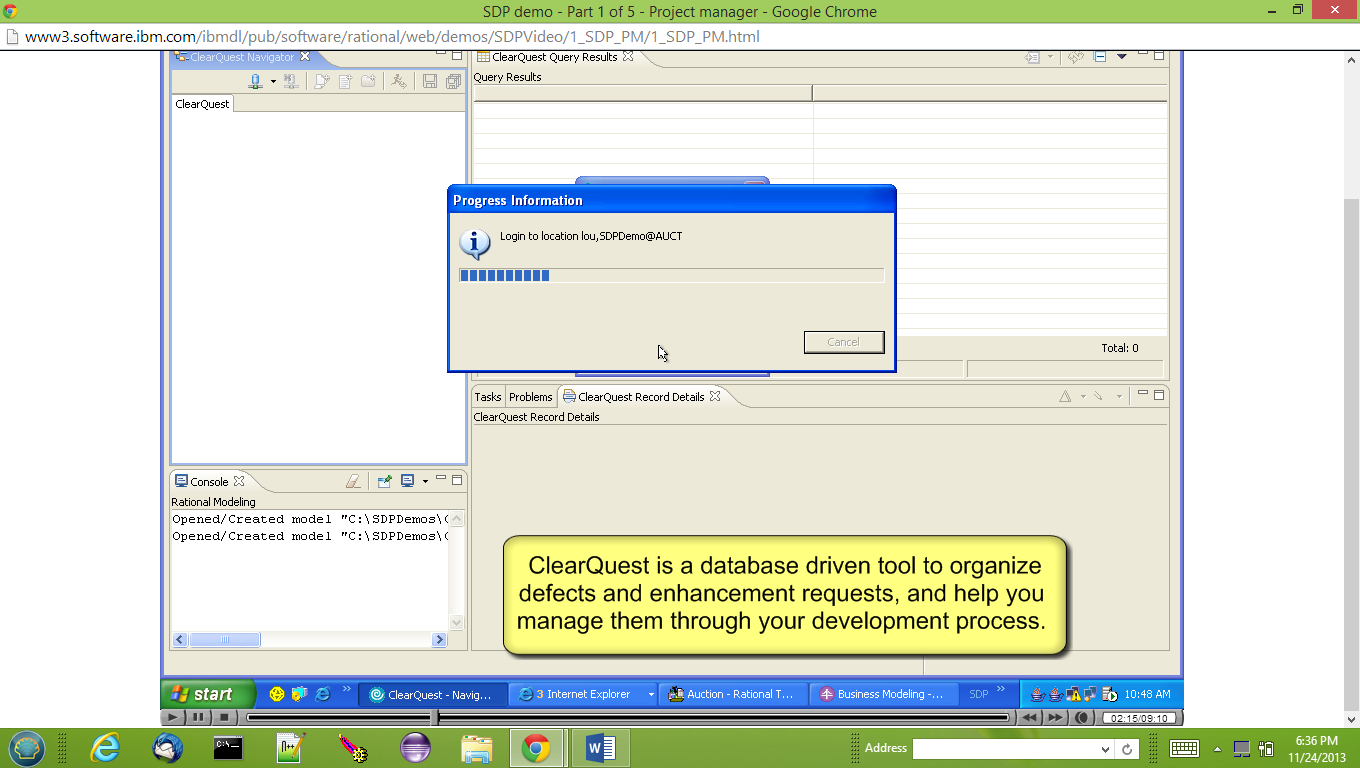 SDP demo - Part 1 of 5 - Project manager - Google Chrome
www3.software.ibm.com/ibmdl/pub/software/rational/web/demos/SDPVideo/1_SDP_PM/1_SDP_PM.html
ClearQuest Navigator
ClearQuest
ClearQuest Query Results
Query Results
Progress Information
Login to location lou,SDPDemo@AUCT
Cancel
Total: 0
Tasks Problems ClearQuest Record Details
ClearQuest Record Details
Console
Rational Modeling
Opened/Created model "C:\SDPDemos\
Opened/Created model "C:\SDPDemos\
ClearQuest is a database driven tool to organize
defects and enhancement requests, and help you
manage them through your development process.
start
ClearQuest - Navig...
3 Internet Explorer
Auction - Rational T...
Business Modeling -...
SDP
10:48 AM
02:15/09:10
Address
6:36 PM
11/24/2013